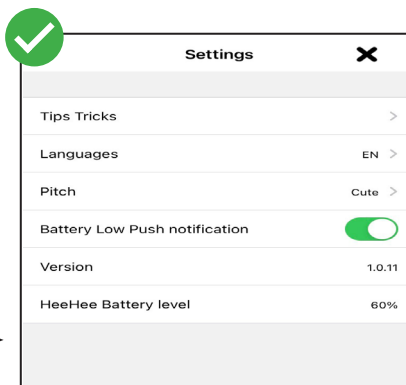 Settings
Tips Tricks
Languages EN
Pitch Cute
Battery Low Push notification
Version 1.0.11
HeeHee Battery level 60%